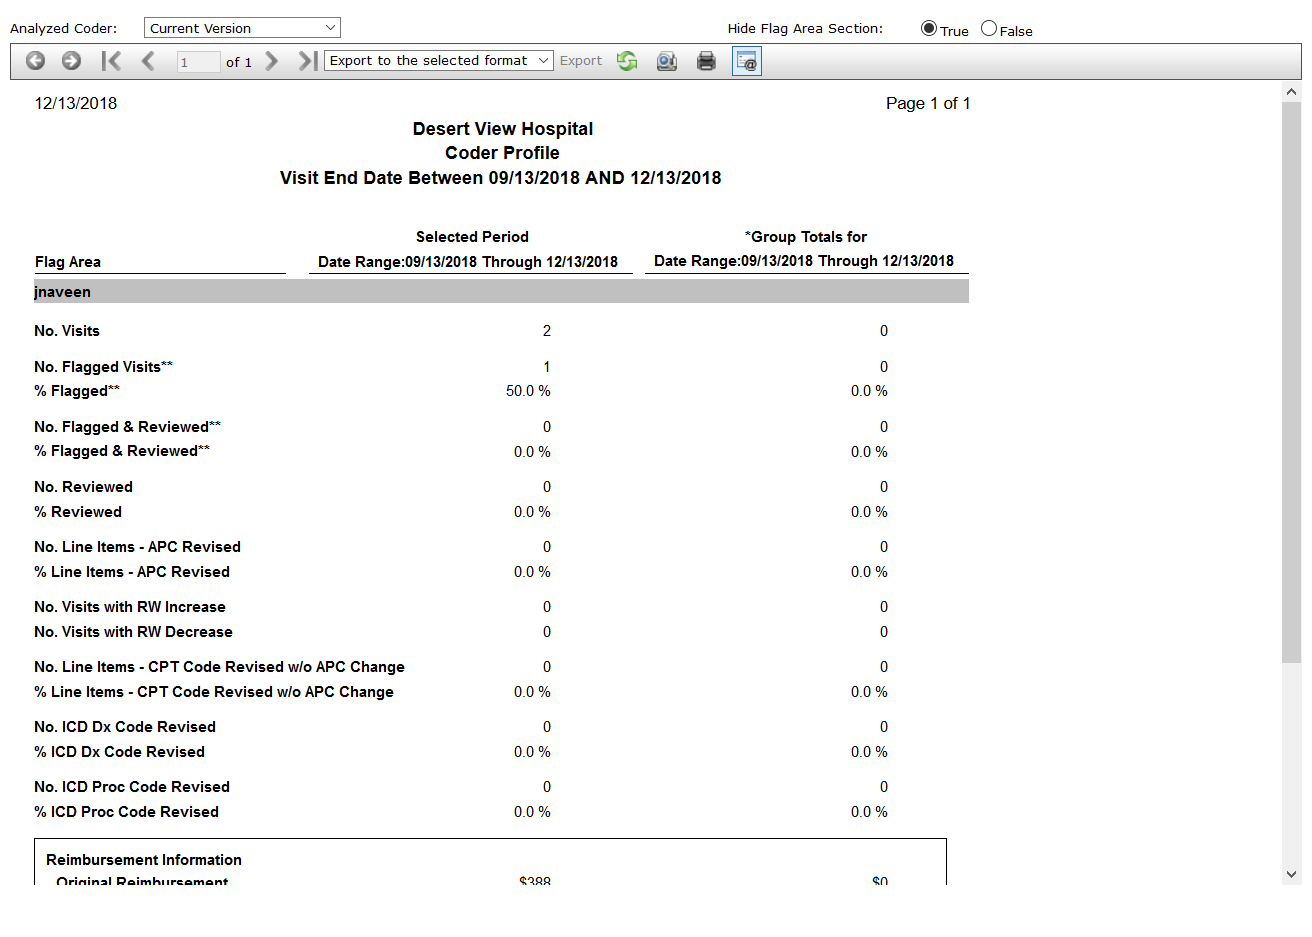 Analyzed Coder: Current Version Hide Flag Area Section: True False
1 of 1 Export to the selected format Export
12/13/2018 Page 1 of 1
Desert View Hospital
Coder Profile
Visit End Date Between 09/13/2018 AND 12/13/2018
Selected Period *Group Totals for
Flag Area Date Range:09/13/2018 Through 12/13/2018 Date Range:09/13/2018 Through 12/13/2018
jnaveen
No. Visits 2 0
No. Flagged Visits** 1 0
% Flagged** 50.0 % 0.0 %
No. Flagged & Reviewed** 0 0
% Flagged & Reviewed** 0.0 % 0.0 %
No. Reviewed 0 0
% Reviewed 0.0 % 0.0 %
No. Line Items - APC Revised 0 0
% Line Items - APC Revised 0.0 % 0.0 %
No. Visits with RW Increase 0 0
No. Visits with RW Decrease 0 0
No. Line Items - CPT Code Revised w/o APC Change 0 0
% Line Items - CPT Code Revised w/o APC Change 0.0 % 0.0 %
No. ICD Dx Code Revised 0 0
% ICD Dx Code Revised 0.0 % 0.0 %
No. ICD Proc Code Revised 0 0
% ICD Proc Code Revised 0.0 % 0.0 %
Reimbursement Information
Original Reimbursement $388 $0